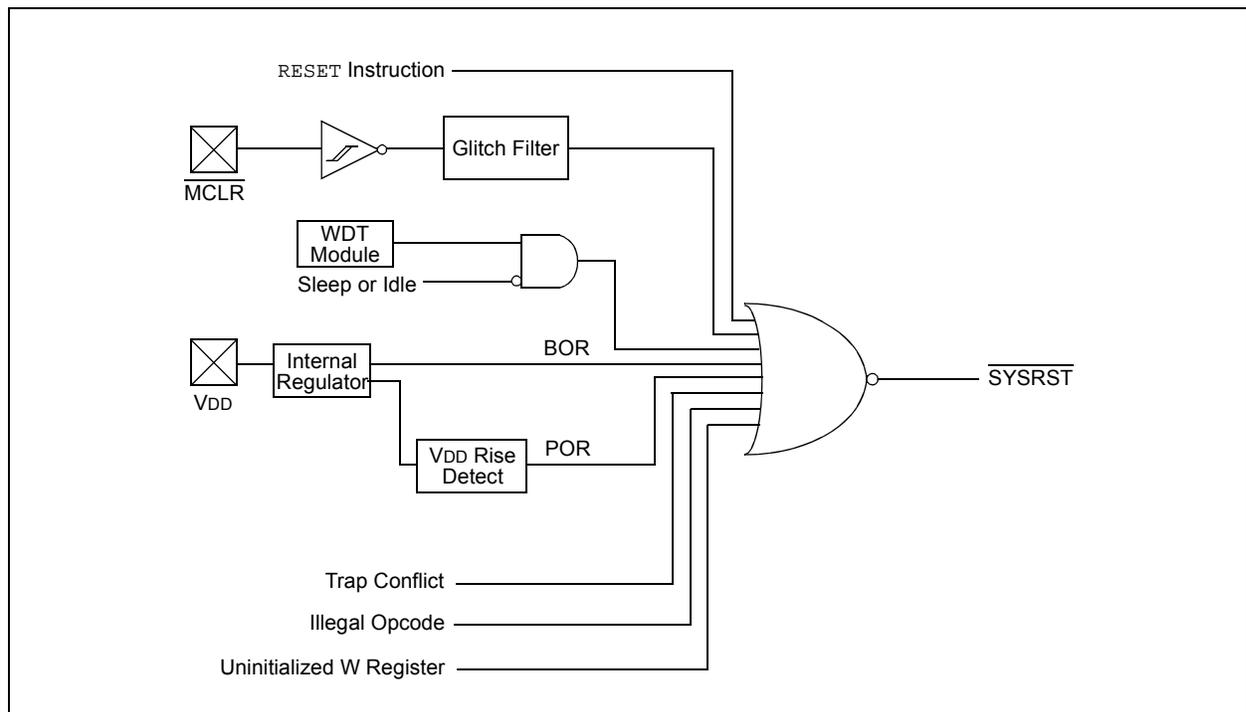 RESET Instruction
Glitch Filter
MCLR
WDT
Module
Sleep or Idle
BOR
Internal
Regulator
SYSRST
VDD
POR
VDD Rise
Detect
Trap Conflict
Illegal Opcode
Uninitialized W Register